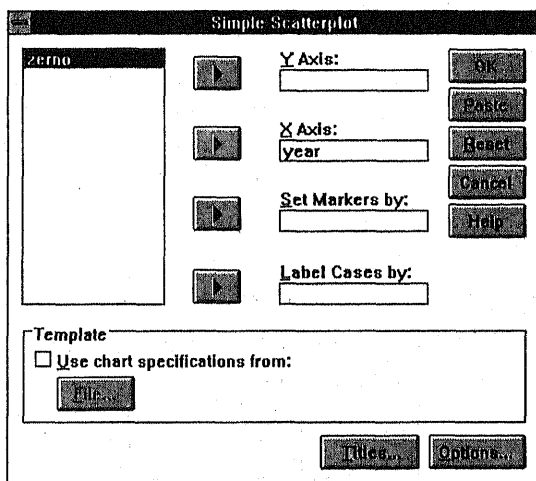 Simple Scatterplot
zerno
Y Axis:
OK
Paste
X Axis:
year
Reset
Cancel
Set Markers by:
Help
Label Cases by:
Template
Use chart specifications from:
File...
Titles...
Options...